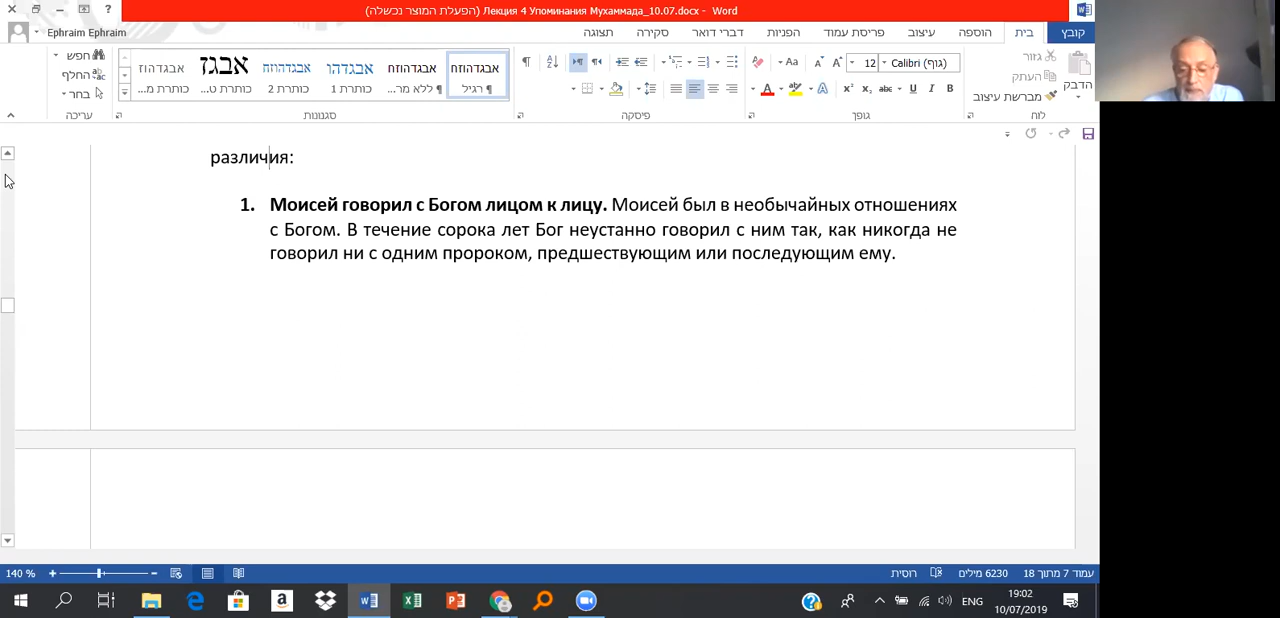 Лекция 4 Упоминания Мухаммада_10.07.docx - Word (הפעלת המוצר נכשלה)
Ephraim Ephraim
קובץ בית הוספה עיצוב פריסת עמוד הפניות דברי דואר סקירה תצוגה
הדבק
גזור
העתק
מברשת עיצוב
לוח
Calibri (גוף) 12
גופן
פיסקה
אבגדהוזח אבגדהוזח אבגדהו אבגדהוז אבגז אבגדהוז
¶ רגיל ¶ ללא מר... כותרת 1 כותרת 2 כותרת ט... כותרת מ...
סגנונות
חפש
החלף
בחר
עריכה
различия:
1. Моисей говорил с Богом лицом к лицу. Моисей был в необычайных отношениях
с Богом. В течение сорока лет Бог неустанно говорил с ним так, как никогда не
говорил ни с одним пророком, предшествующим или последующим ему.
140 %
עמוד 7 מתוך 18 6230 מילים רוסית
ENG
19:02
10/07/2019